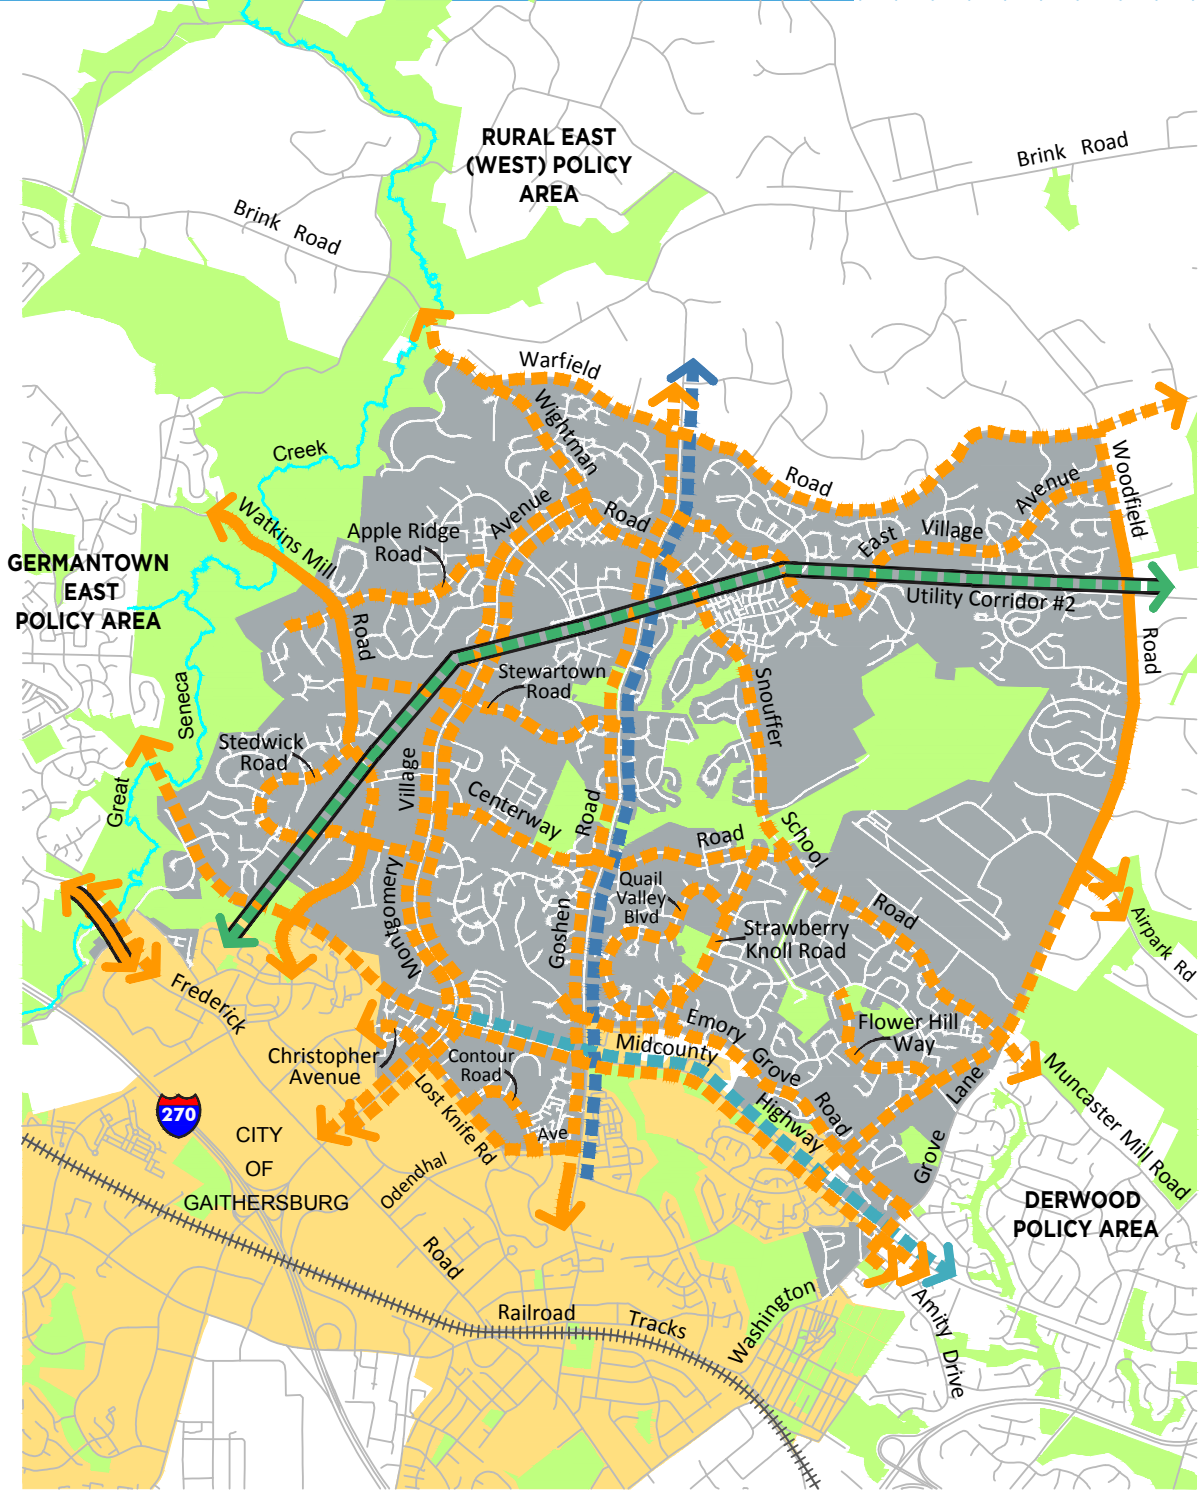 RURAL EAST
(WEST) POLICY
AREA
Brink Road
Brink Road
Warfield
Wightman
Road
Creek
Avenue
Road
Watkins Mill
Apple Ridge
Road
East
Village
Avenue
Woodfield
GERMANTOWN
EAST
POLICY AREA
Utility Corridor #2
Road
Road
Stewartown
Road
Snouffer
Seneca
Stedwick
Road
Village
Great
Centerway
Road
Road
School
Montgomery
Quail
Valley
Blvd
Road
Goshen
Strawberry
Knoll Road
Airpark Rd
Frederick
Flower Hill
Way
Emory
Midcounty
Christopher
Avenue
Contour
Road
Grove
Lane
Muncaster Mill Road
Lost Knife Rd
Highway
Road
270
CITY
OF
GAITHERSBURG
Ave
Odendhal
Grove
DERWOOD
POLICY AREA
Road
Railroad
Tracks
Washington
Amity Drive